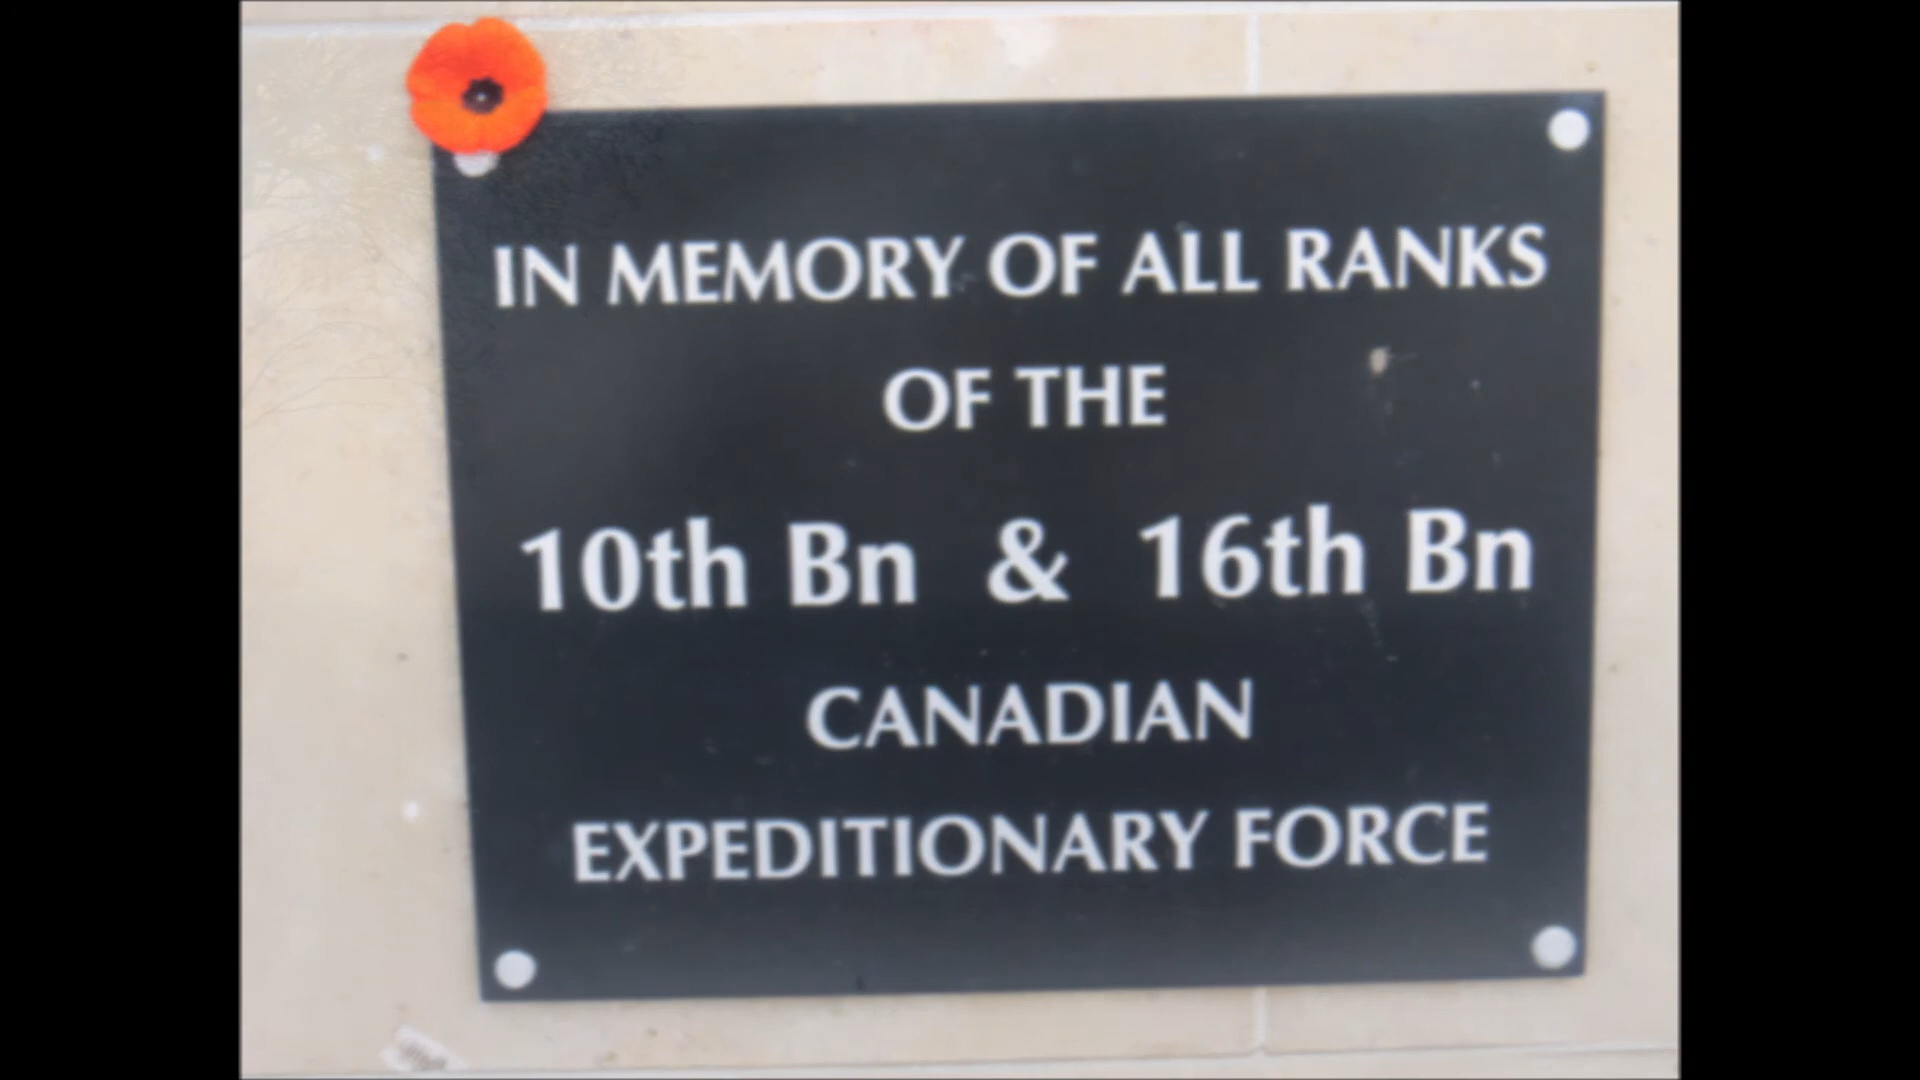 IN MEMORY OF ALL RANKS
OF THE
10th Bn & 16th Bn
CANADIAN
EXPEDITIONARY FORCE